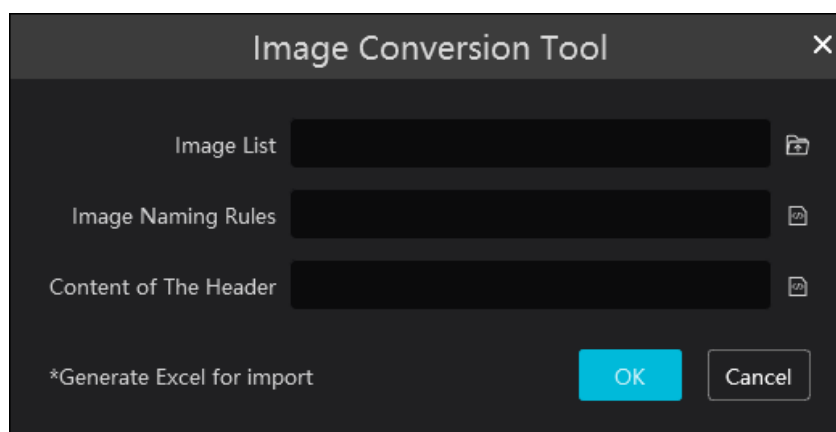 Image Conversion Tool
Image List
Image Naming Rules
Content of The Header
*Generate Excel for import
OK
Cancel